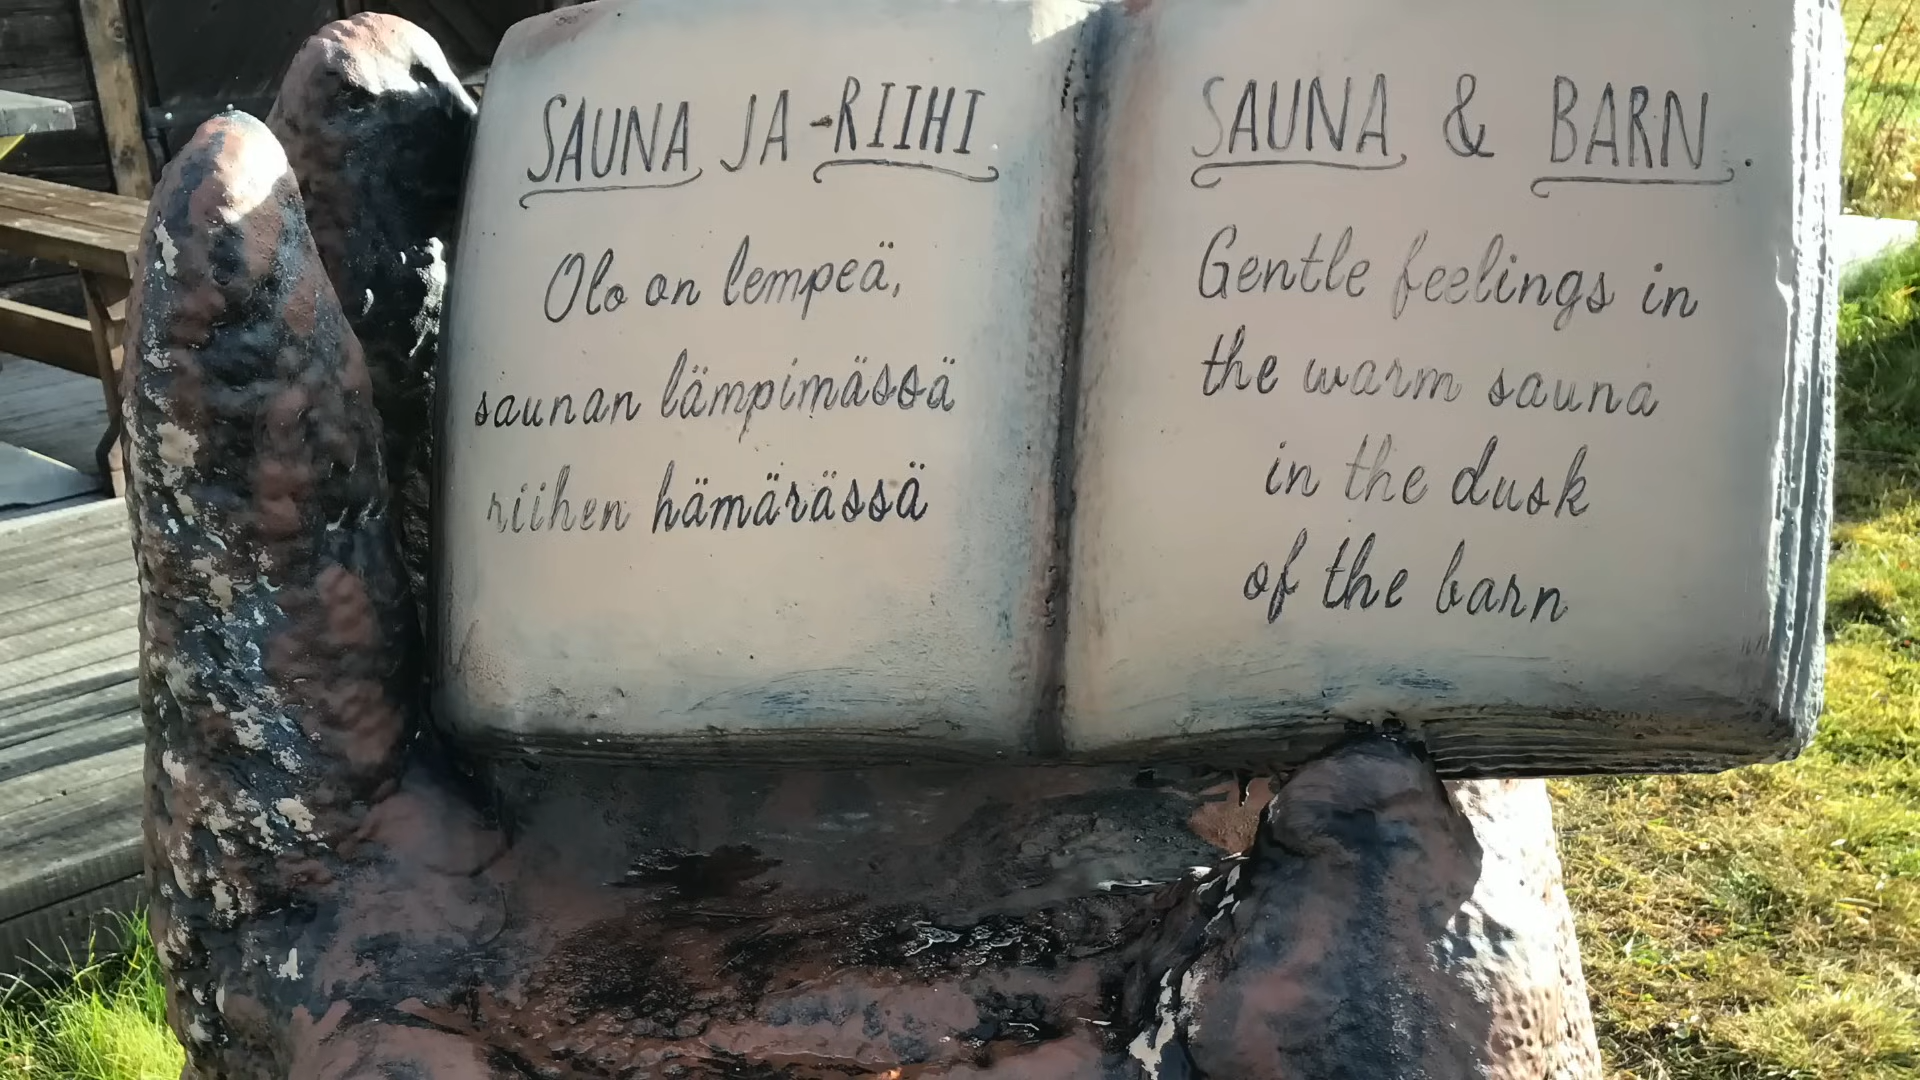 SAUNA JA -RIIHI
Olo on lempeä,
saunan lämpimässä
riihen hämärässä
SAUNA & BARN.
Gentle feelings in
the warm sauna
in the dusk
of the barn